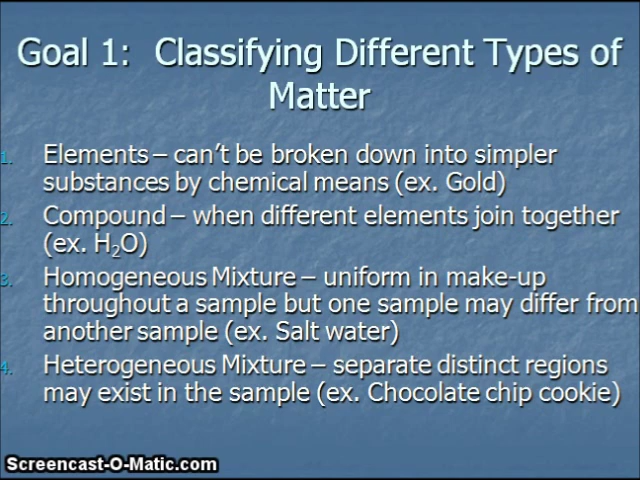 Goal 1:  Classifying Different Types of
Matter
1. Elements – can't be broken down into simpler
substances by chemical means (ex. Gold)
2. Compound – when different elements join together
(ex. H₂O)
3. Homogeneous Mixture – uniform in make-up
throughout a sample but one sample may differ from
another sample (ex. Salt water)
4. Heterogeneous Mixture – separate distinct regions
may exist in the sample (ex. Chocolate chip cookie)
Screencast-O-Matic.com